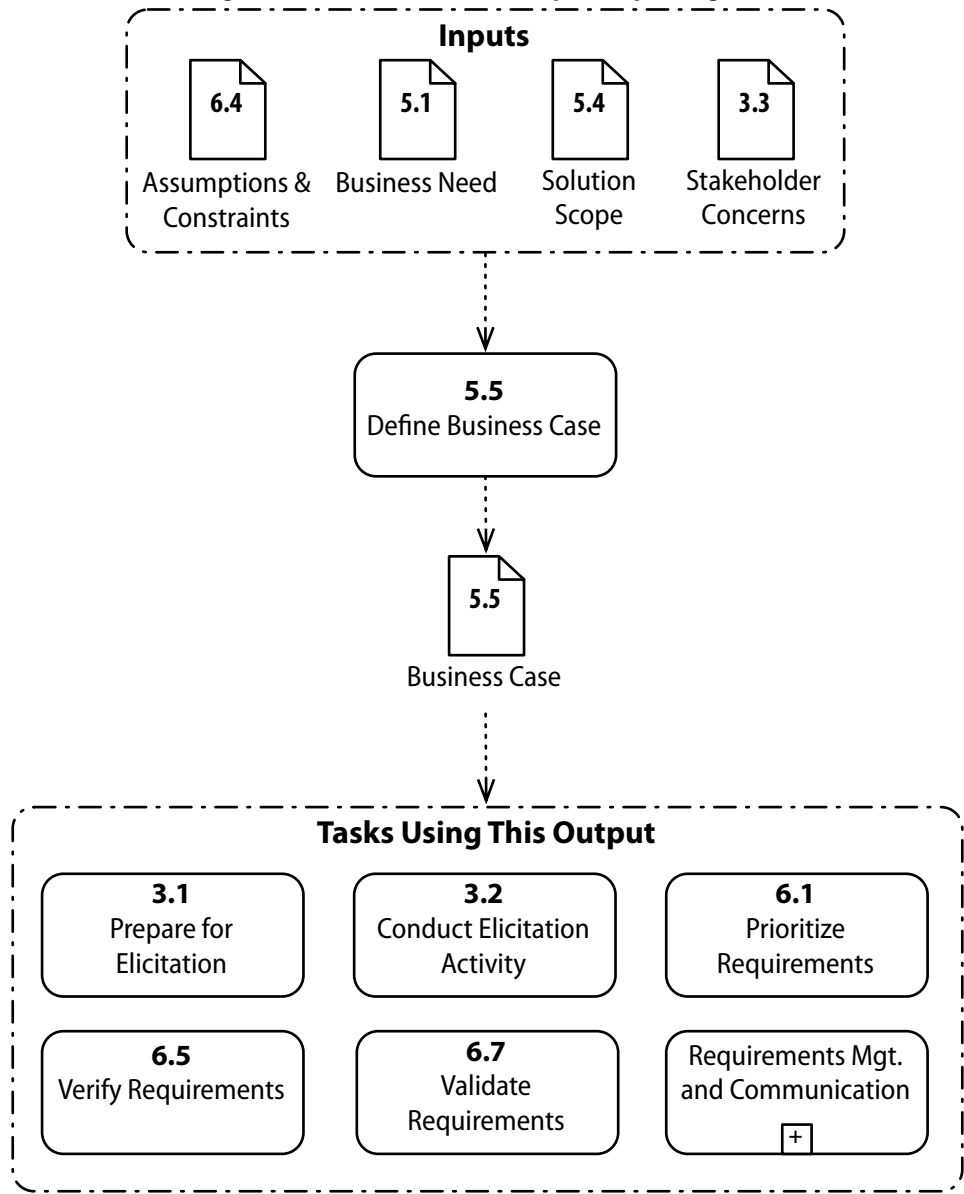 Inputs
6.4
5.1
5.4
3.3
Assumptions &
Constraints
Business Need
Solution
Scope
Stakeholder
Concerns
5.5
Define Business Case
5.5
Business Case
Tasks Using This Output
3.1
Prepare for
Elicitation
3.2
Conduct Elicitation
Activity
6.1
Prioritize
Requirements
6.5
Verify Requirements
6.7
Validate
Requirements
Requirements Mgt.
and Communication
+